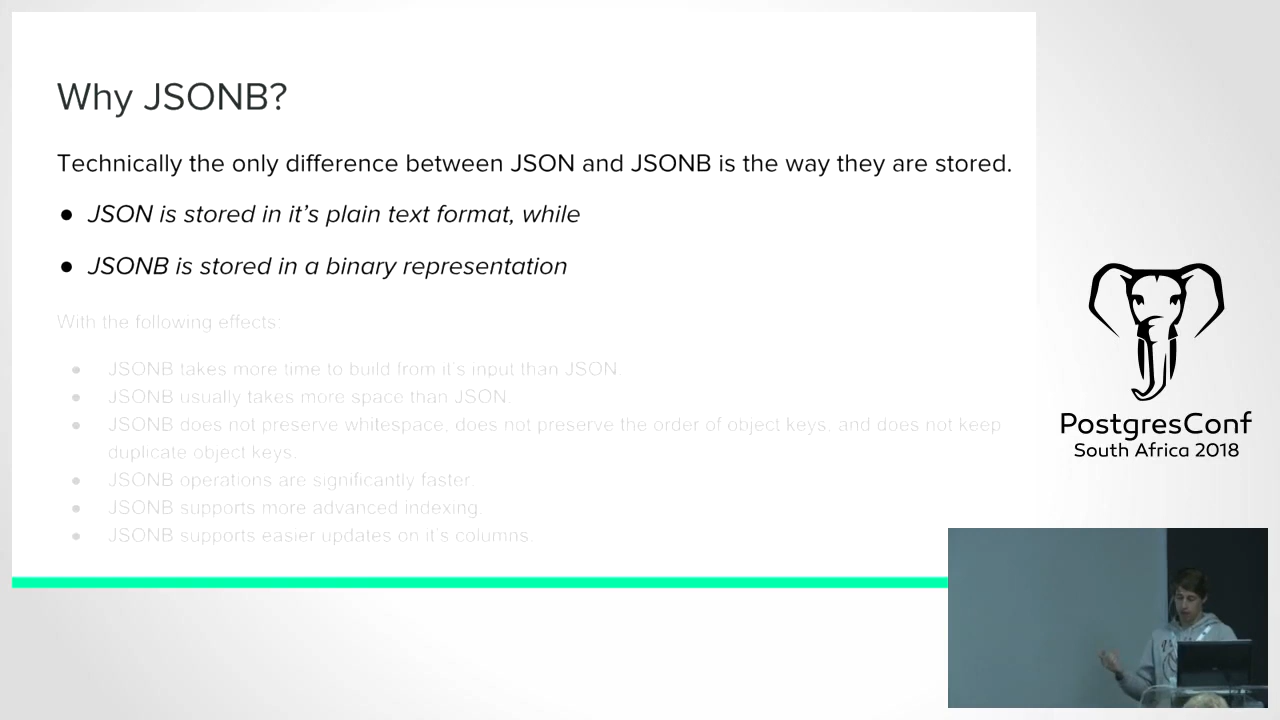 Why JSONB?
Technically the only difference between JSON and JSONB is the way they are stored.
● JSON is stored in it's plain text format, while
● JSONB is stored in a binary representation
With the following effects:
● JSONB takes more time to build from it's input than JSON.
● JSONB usually takes more space than JSON.
● JSONB does not preserve whitespace, does not preserve the order of object keys, and does not keep
duplicate object keys.
● JSONB operations are significantly faster.
● JSONB supports more advanced indexing.
● JSONB supports easier updates on it's columns.
PostgresConf
South Africa 2018